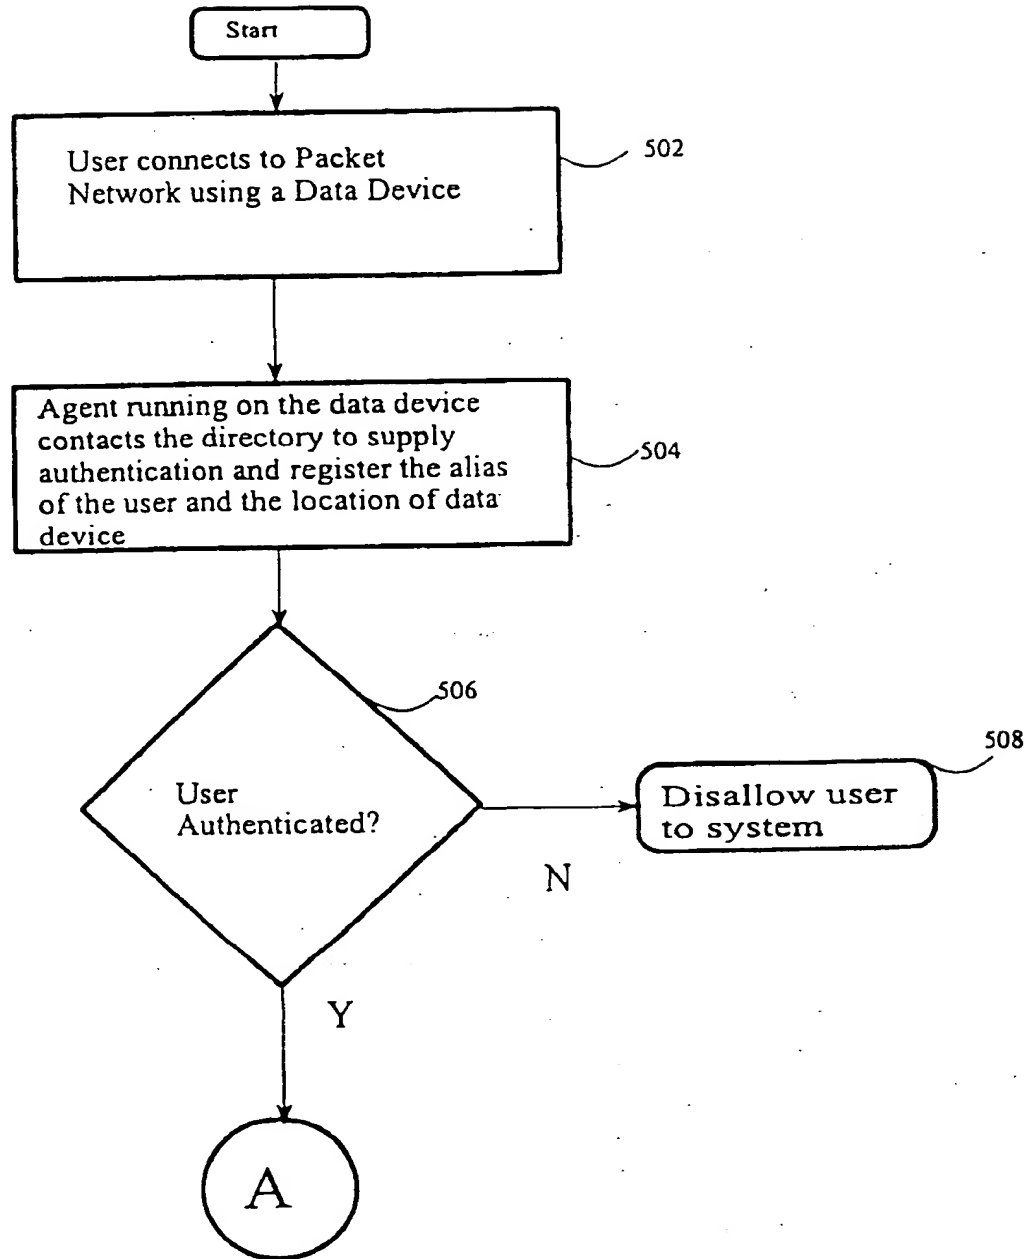 Start
User connects to Packet
Network using a Data Device
502
Agent running on the data device
contacts the directory to supply
authentication and register the alias
of the user and the location of data
device
504
506
User
Authenticated?
508
Disallow user
to system
N
Y
A